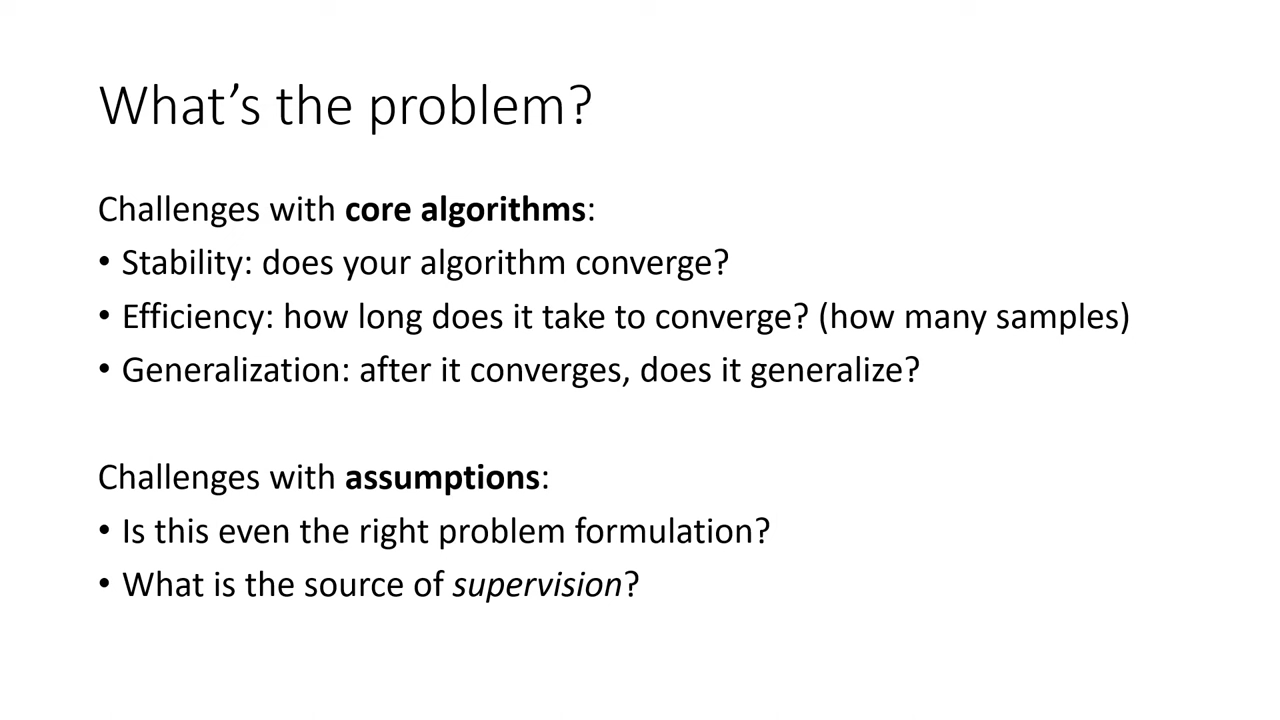 What’s the problem?
Challenges with core algorithms:
• Stability: does your algorithm converge?
• Efficiency: how long does it take to converge? (how many samples)
• Generalization: after it converges, does it generalize?
Challenges with assumptions:
• Is this even the right problem formulation?
• What is the source of supervision?